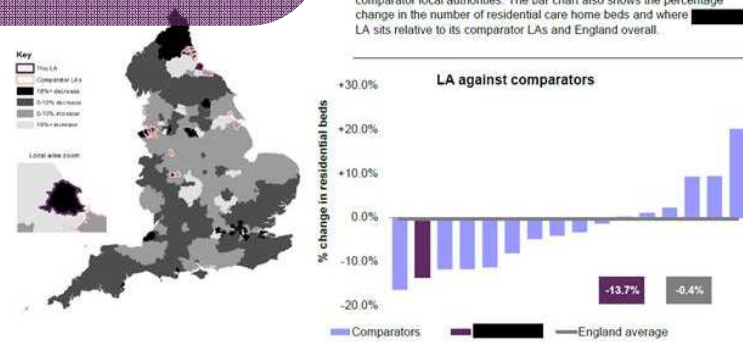 comparator local authorities. The bar chart also shows the percentage
change in the number of residential care home beds and where
LA sits relative to its comparator LAs and England overall.
Key
This LA
Comparator LAs
10%+ decrease
0-10% decrease
0-10% increase
10%+ increase
Local area zoom
LA against comparators
% change in residential beds
+30.0%
+20.0%
+10.0%
0.0%
-10.0%
-20.0%
-13.7%
-0.4%
Comparators
England average